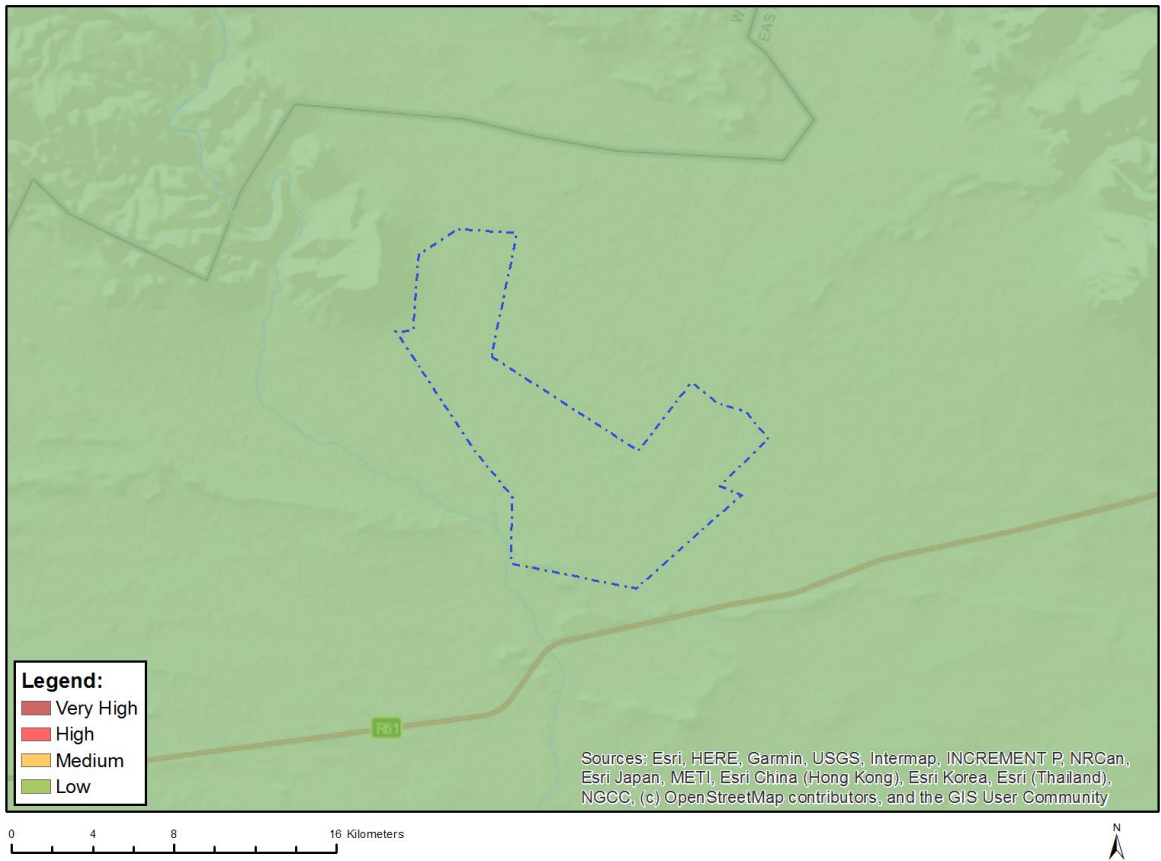 EAS
R61
Legend:
Very High
High
Medium
Low
Sources: Esri, HERE, Garmin, USGS, Intermap, INCREMENT P, NRCan,
Esri Japan, METI, Esri China (Hong Kong), Esri Korea, Esri (Thailand),
NGCC, (c) OpenStreetMap contributors, and the GIS User Community
0 4 8 16 Kilometers
N